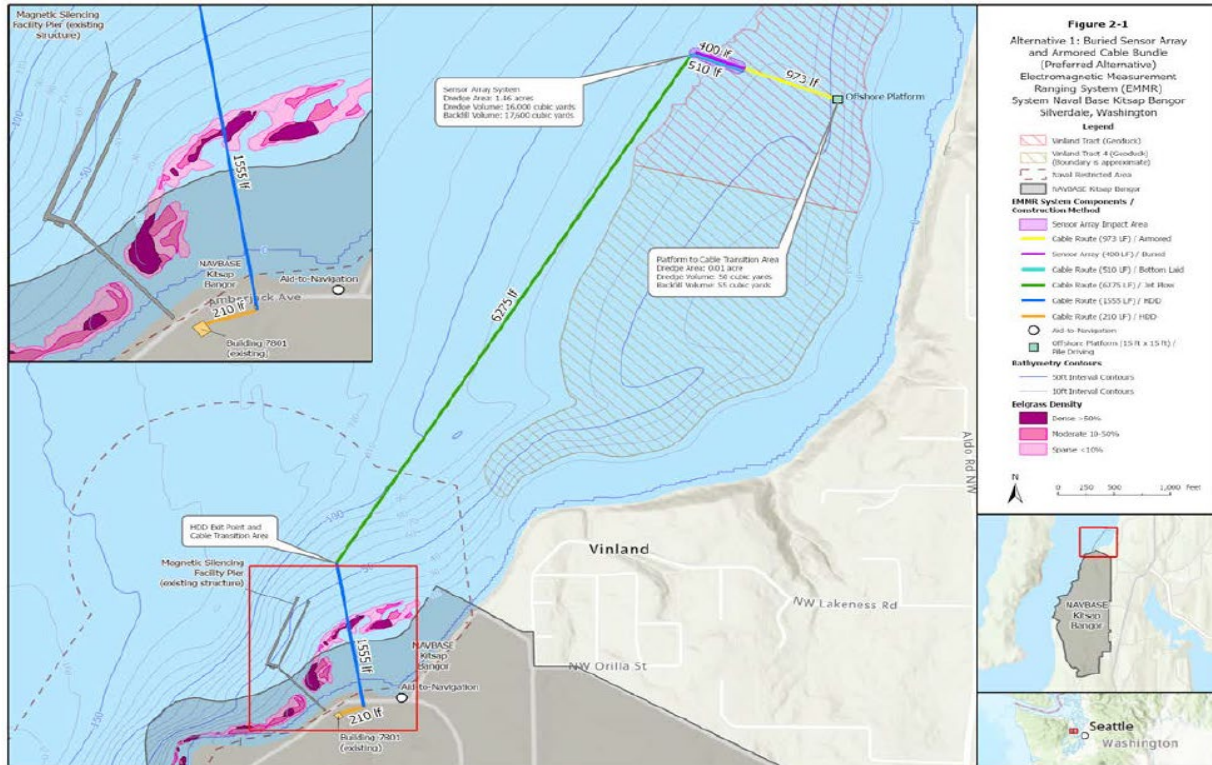 Magnetic Silencing
Facility Pier (existing
structure)
1555 lf
NAVBASE
Kitsap
Bangor
Aid-to-Navigation
Amberjack Ave
210 lf
Building 7801
(existing)
Sensor Array System
Dredge Area: 1.46 acres
Dredge Volume: 16,000 cubic yards
Backfill Volume: 17,600 cubic yards
400 lf
510 lf
973 lf
Offshore Platform
Platform to Cable Transition Area
Dredge Area: 0.01 acre
Dredge Volume: 50 cubic yards
Backfill Volume: 55 cubic yards
6275 lf
Aldo Rd NW
HDD Exit Point and
Cable Transition Area
Magnetic Silencing
Facility Pier
(existing structure)
Vinland
NW Lakeness Rd
NW Orilla St
1555 lf
NAVBASE
Kitsap
Bangor
Aid-to-Navigation
210 lf
Building 7801
(existing)
Figure 2-1
Alternative 1: Buried Sensor Array
and Armored Cable Bundle
(Preferred Alternative)
Electromagnetic Measurement
Ranging System (EMMR)
System Naval Base Kitsap Bangor
Silverdale, Washington
Legend
Vinland Tract (Geoduck)
Vinland Tract 4 (Geoduck)
(Boundary is approximate)
Naval Restricted Area
NAVBASE Kitsap Bangor
EMMR System Components /
Construction Method
Sensor Array Impact Area
Cable Route (973 LF) / Armored
Sensor Array (400 LF) / Buried
Cable Route (510 LF) / Bottom Laid
Cable Route (6275 LF) / Jet Plow
Cable Route (1555 LF) / HDD
Cable Route (210 LF) / HDD
Aid-to-Navigation
Offshore Platform (15 ft x 15 ft) /
Pile Driving
Bathymetry Contours
50ft Interval Contours
10ft Interval Contours
Eelgrass Density
Dense >50%
Moderate 10-50%
Sparse <10%
N
0 250 500 1,000 Feet
NAVBASE
Kitsap
Bangor
Seattle
Washington